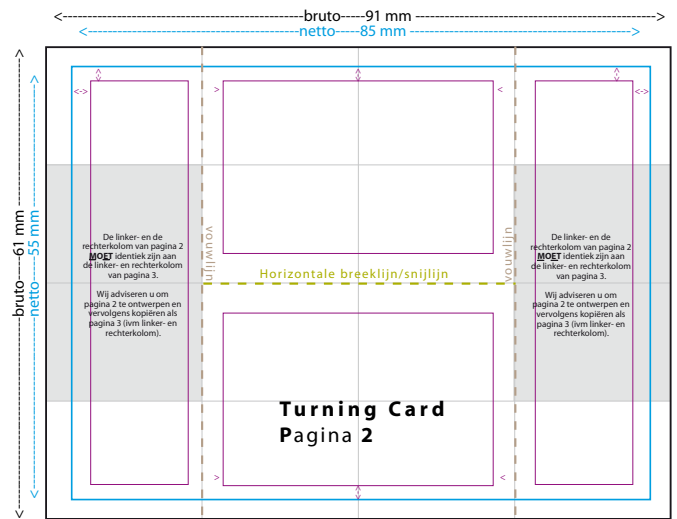 <----------------------------------bruto-----91 mm---------------------------------->
<------------------------------netto-----85 mm------------------------------>
<------------------------bruto-----61 mm------------------------>
<------------------------netto-----55 mm------------------------>
De linker- en de
rechterkolom van pagina 2
MOET identiek zijn aan
de linker- en rechterkolom
van pagina 3.
Wij adviseren u om
pagina 2 te ontwerpen en
vervolgens kopiëren als
pagina 3 (ivm linker- en
rechterkolom).
vouwlijn
Horizontale breeklijn/snijlijn
vouwlijn
De linker- en de
rechterkolom van pagina 2
MOET identiek zijn aan
de linker- en rechterkolom
van pagina 3.
Wij adviseren u om
pagina 2 te ontwerpen en
vervolgens kopiëren als
pagina 3 (ivm linker- en
rechterkolom).
Turning Card
Pagina 2